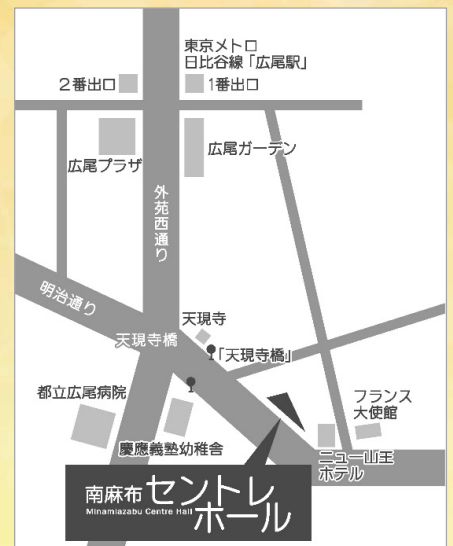 東京メトロ
日比谷線「広尾駅」
2番出口
1番出口
広尾プラザ
広尾ガーデン
外苑西通り
明治通り
天現寺
天現寺橋
「天現寺橋」
都立広尾病院
慶應義塾幼稚舎
フランス
大使館
ニュー山王
ホテル
南麻布セントレ
Minamiazabu Centre Hall
ホール